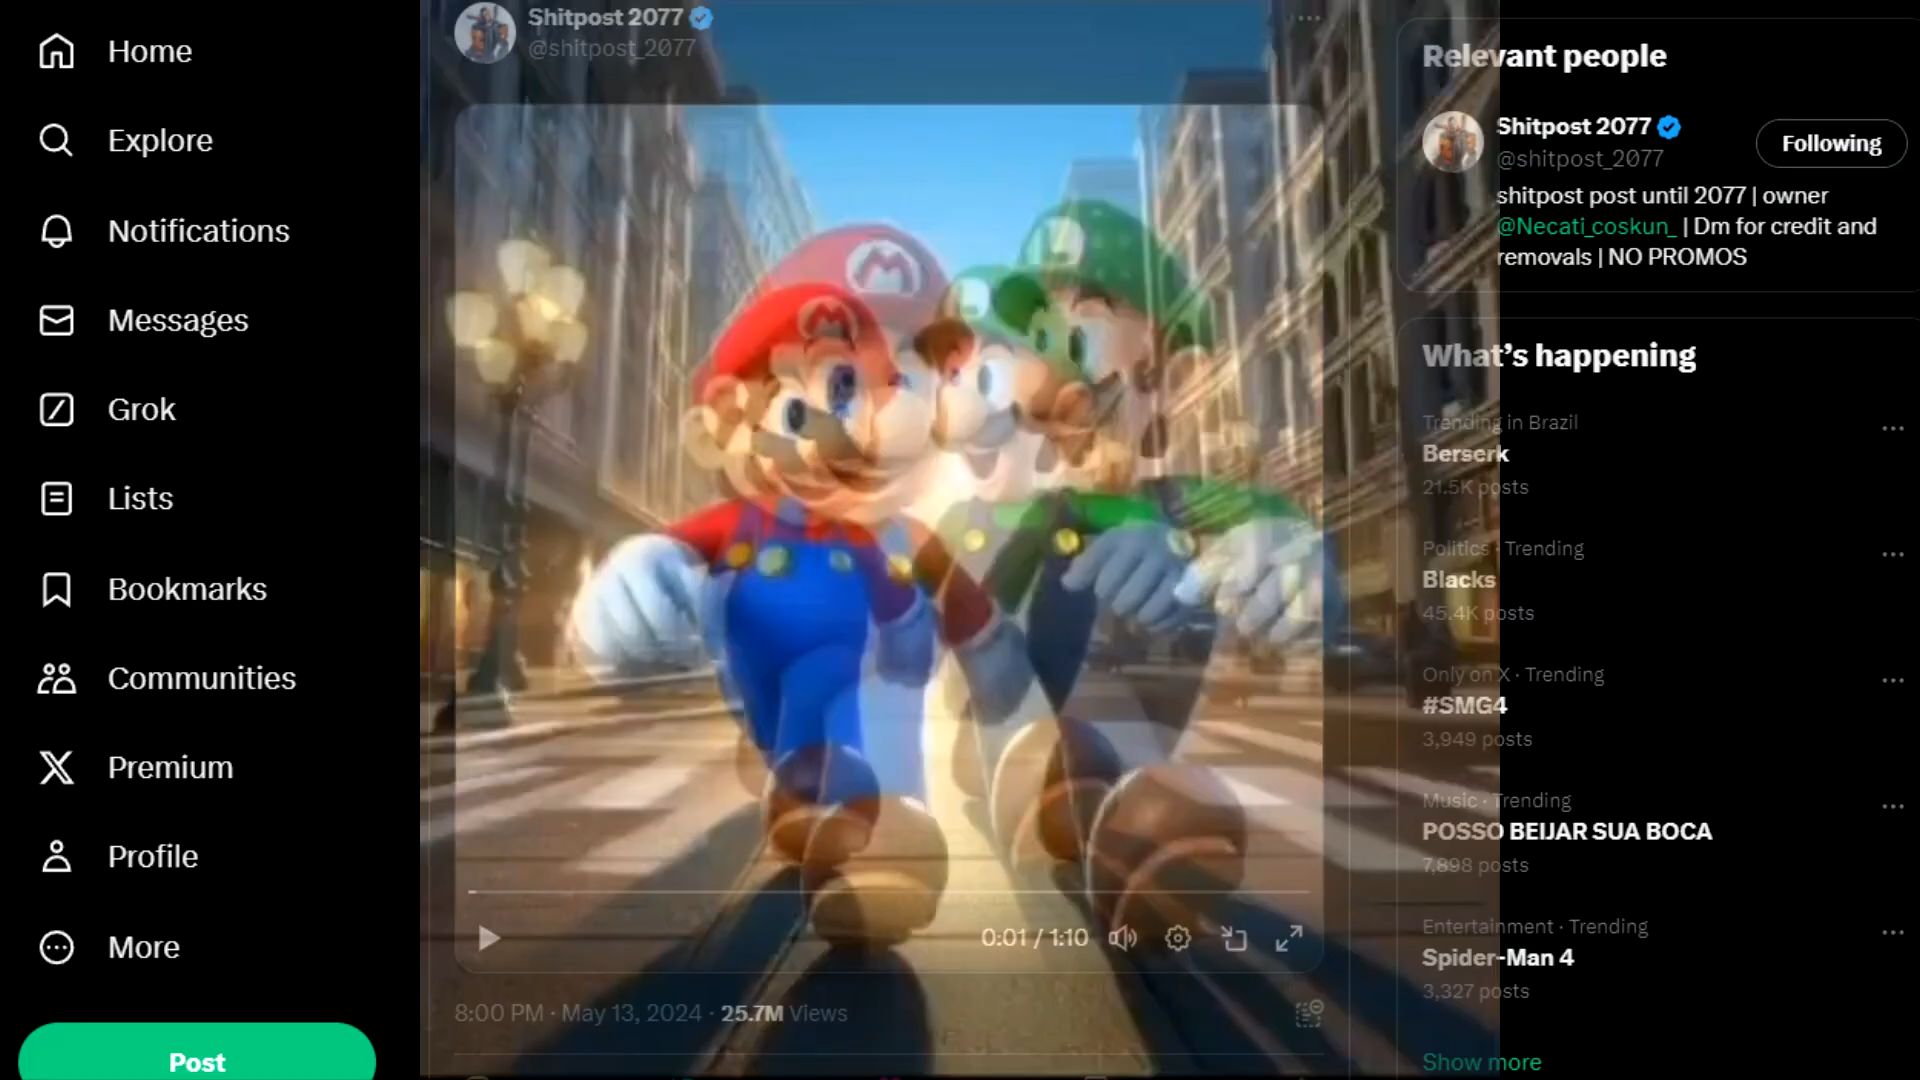 Home
Explore
Notifications
Messages
Grok
Lists
Bookmarks
Communities
Premium
Profile
More
Post
Shitpost 2077
@shitpost_2077
M
M
0:01 / 1:10
8:00 PM · May 13, 2024 · 25.7M Views
Relevant people
Shitpost 2077
@shitpost_2077
Following
shitpost post until 2077 | owner
@Necati_coskun_ | Dm for credit and
removals | NO PROMOS
What's happening
Trending in Brazil
Berserk
21.5K posts
Politics · Trending
Blacks
45.4K posts
Only on X · Trending
#SMG4
3,949 posts
Music · Trending
POSSO BEIJAR SUA BOCA
7,898 posts
Entertainment · Trending
Spider-Man 4
3,327 posts
Show more